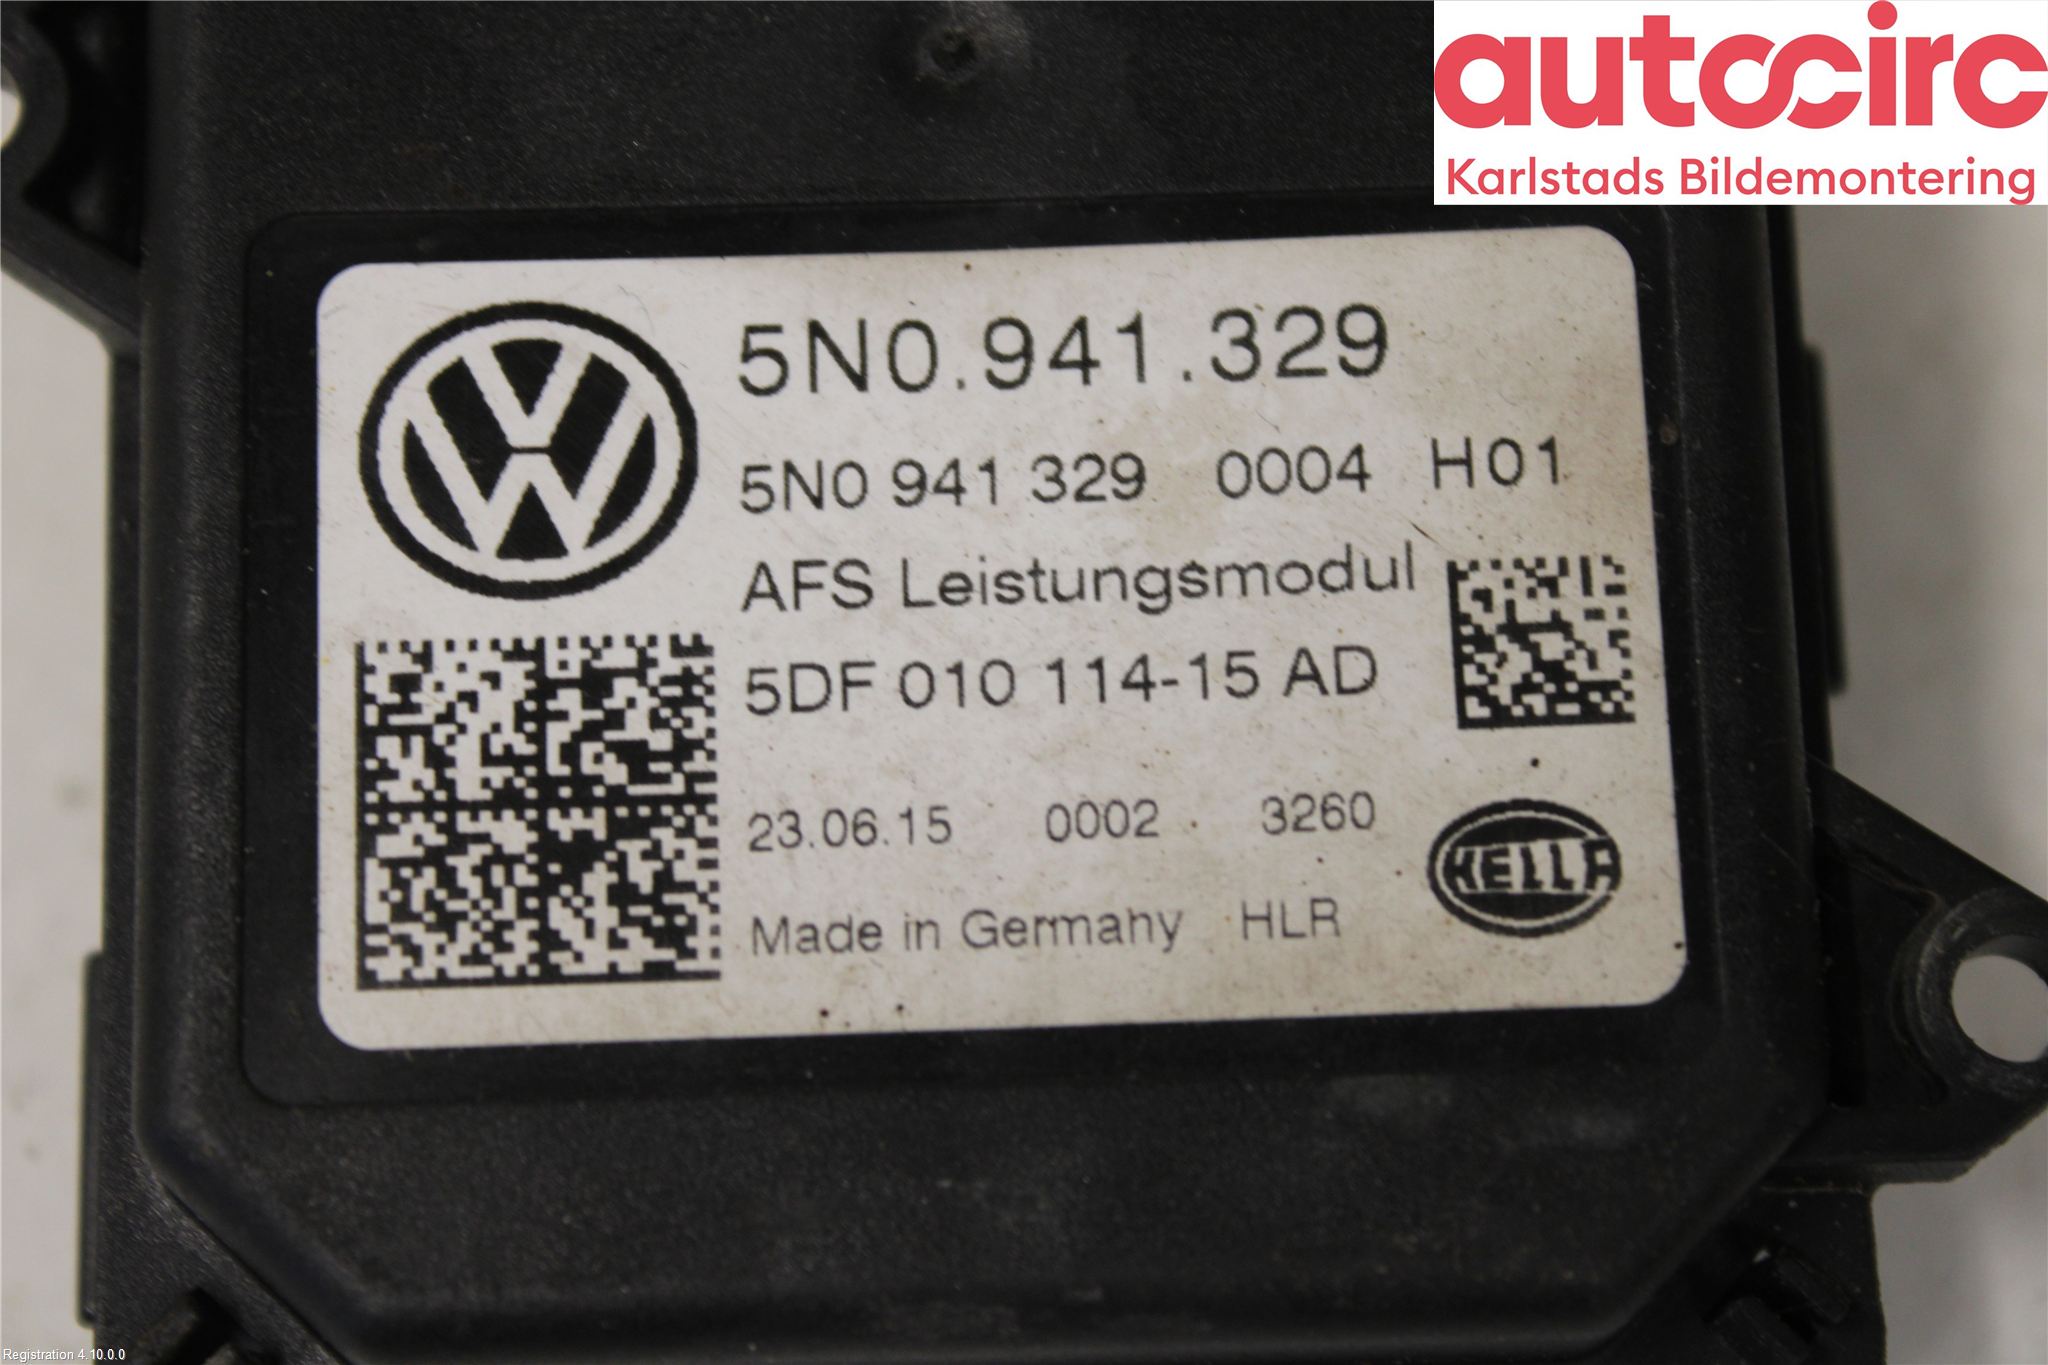 autocirc
Karlstads Bildemontering
5N0.941.329
5N0 941 329 0004 H01
AFS Leistungsmodul
5DF 010 114-15 AD
23.06.15 0002 3260
HELLA
Made in Germany HLR
Registration 4.10.0.0